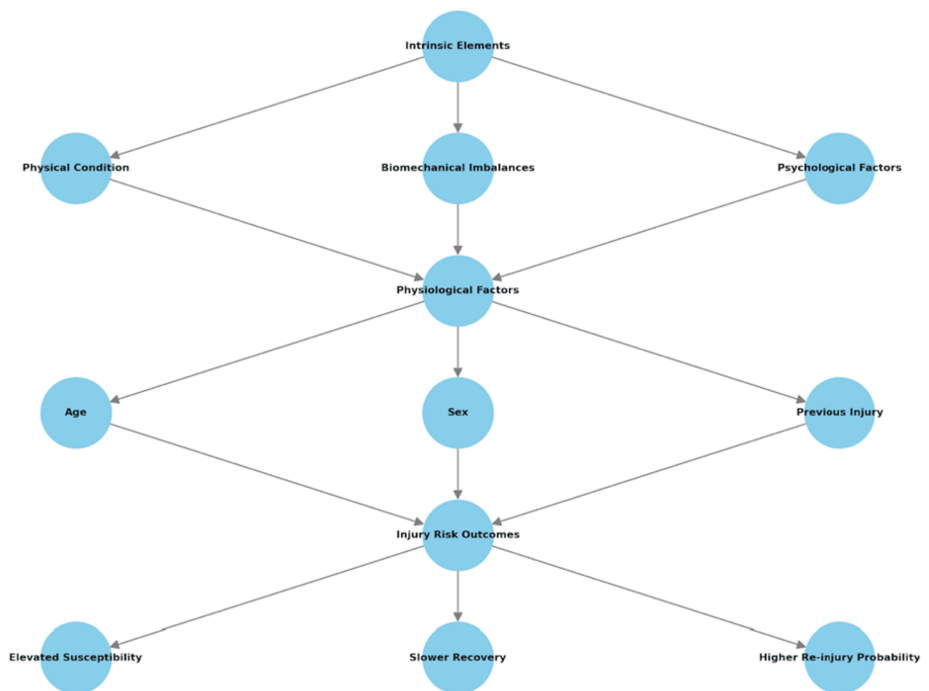 Intrinsic Elements
Physical Condition
Biomechanical Imbalances
Psychological Factors
Physiological Factors
Age
Sex
Previous Injury
Injury Risk Outcomes
Elevated Susceptibility
Slower Recovery
Higher Re-injury Probability